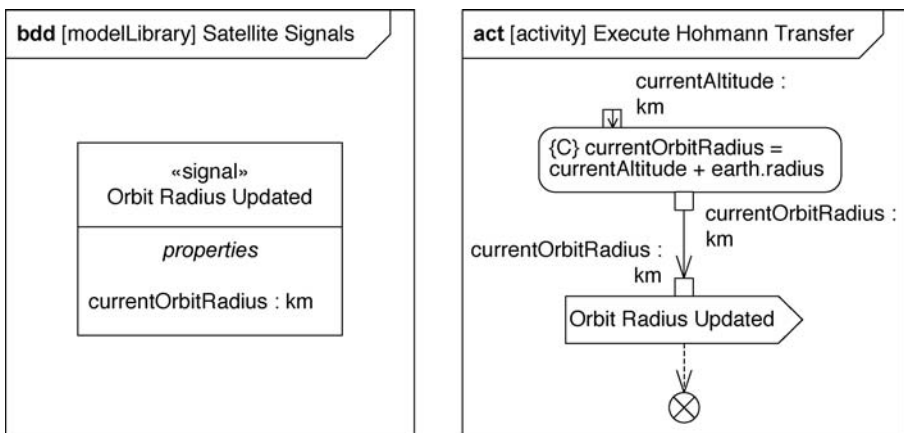 bdd [modelLibrary] Satellite Signals
«signal»
Orbit Radius Updated
properties
currentOrbitRadius : km
act [activity] Execute Hohmann Transfer
currentAltitude :
km
{C} currentOrbitRadius =
currentAltitude + earth.radius
currentOrbitRadius :
km
currentOrbitRadius :
km
Orbit Radius Updated